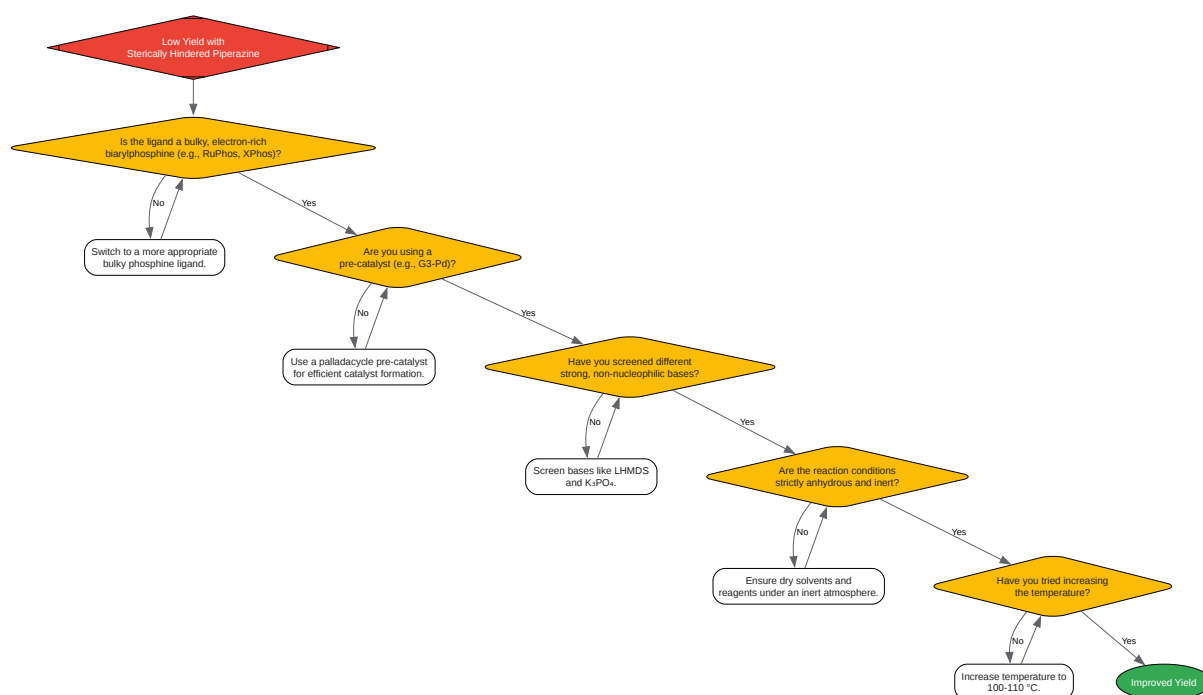 Low Yield with
Sterically Hindered Piperazine
Is the ligand a bulky, electron-rich
biarylphosphine (e.g., RuPhos, XPhos)?
No
Yes
Switch to a more appropriate
bulky phosphine ligand.
Are you using a
pre-catalyst (e.g., G3-Pd)?
No
Yes
Use a palladacycle pre-catalyst
for efficient catalyst formation.
Have you screened different
strong, non-nucleophilic bases?
No
Yes
Screen bases like LHMDS
and K₃PO₄.
Are the reaction conditions
strictly anhydrous and inert?
No
Yes
Ensure dry solvents and
reagents under an inert atmosphere.
Have you tried increasing
the temperature?
No
Yes
Increase temperature to
100-110 °C.
Improved Yield